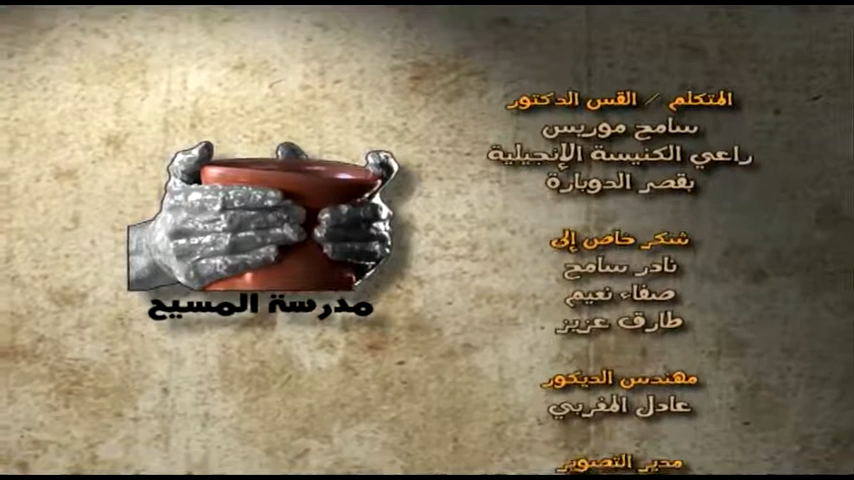 المتكلم / القس الدكتور
سامح موريس
راعي الكنيسة الإنجيلية
بقصر الدوبارة
شكر خاص إلى
نادر سامح
صفاء نعيم
طارق عزيز
مهندس الديكور
عادل المغربي
مدير التصوير
مدرسة المسيح